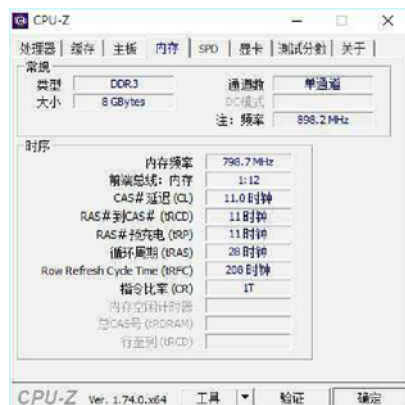 CPU-Z
处理器 缓存 主板 内存 SPD 显卡 测试分数 关于
常规
类型 DDR3 通道数 单通道
大小 8 GBytes DC模式
注：频率 898.2 MHz
时序
内存频率 798.7 MHz
前端总线：内存 1:12
CAS# 延迟 (CL) 11.0 时钟
RAS# 到CAS# (tRCD) 11 时钟
RAS# 预充电 (tRP) 11 时钟
循环周期 (tRAS) 28 时钟
Row Refresh Cycle Time (tRFC) 208 时钟
指令比率 (CR) 1T
内存空闲计时器
总CAS号 (tRDRAM)
行至列 (tRCD)
CPU-Z Ver. 1.74.0.x64 工具 验证 确定